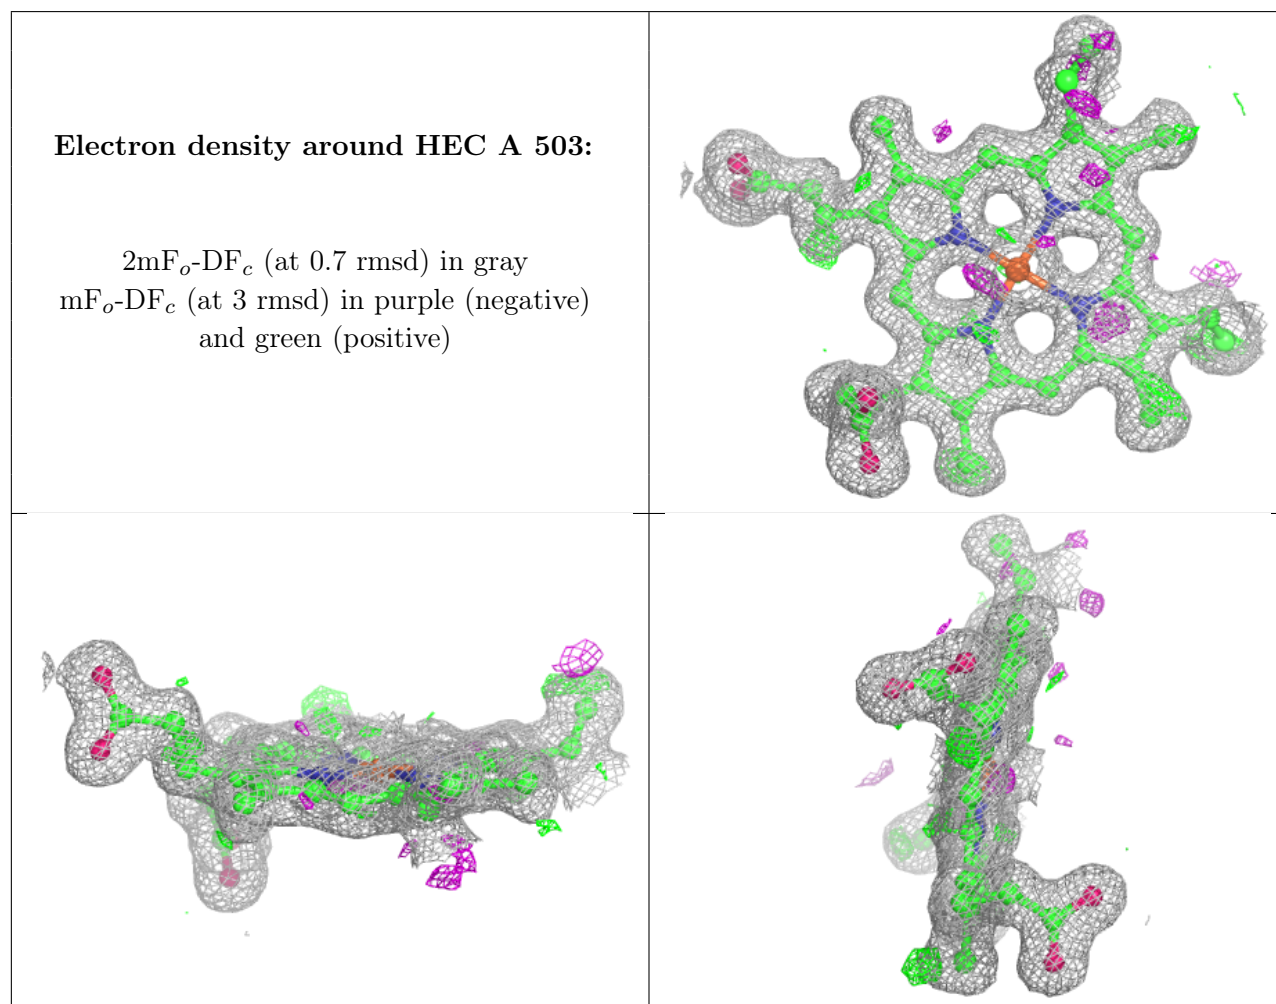 Electron density around HEC A 503:
2mFo-DFc (at 0.7 rmsd) in gray
mFo-DFc (at 3 rmsd) in purple (negative)
and green (positive)